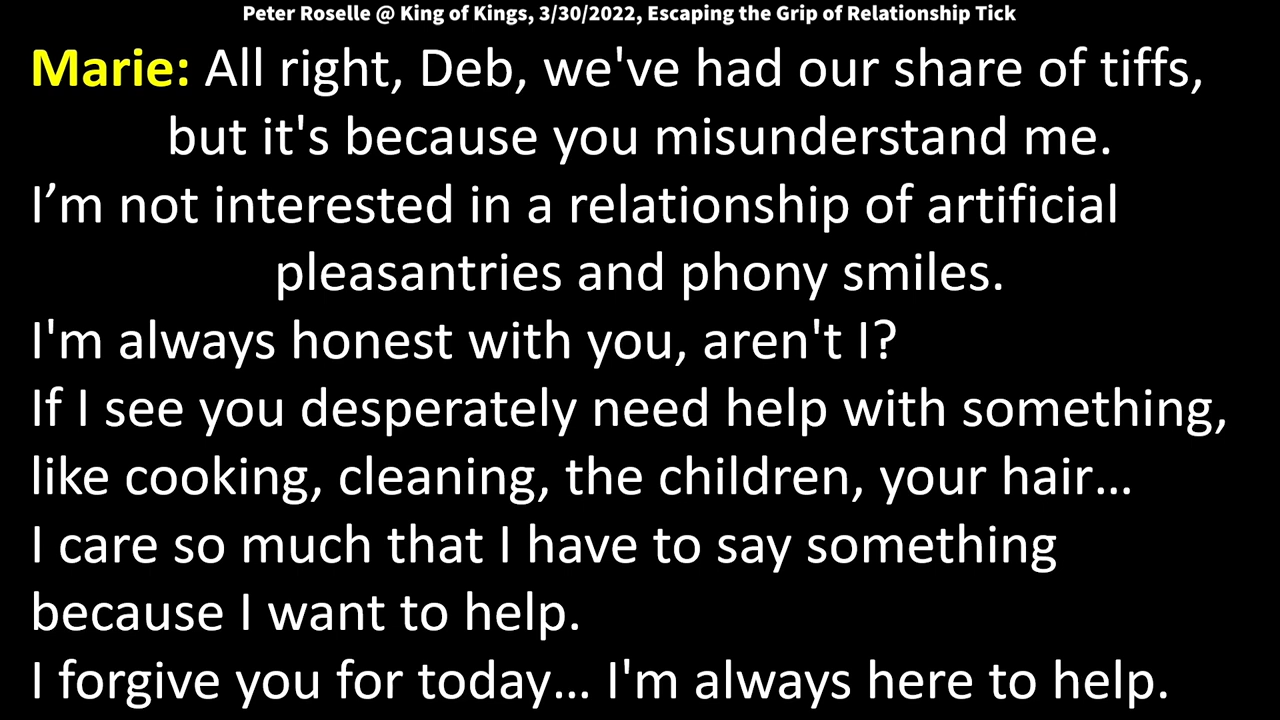 Peter Roselle @ King of Kings, 3/30/2022, Escaping the Grip of Relationship Tick
Marie: All right, Deb, we've had our share of tiffs,
but it's because you misunderstand me.
I’m not interested in a relationship of artificial
pleasantries and phony smiles.
I'm always honest with you, aren't I?
If I see you desperately need help with something,
like cooking, cleaning, the children, your hair...
I care so much that I have to say something
because I want to help.
I forgive you for today... I'm always here to help.